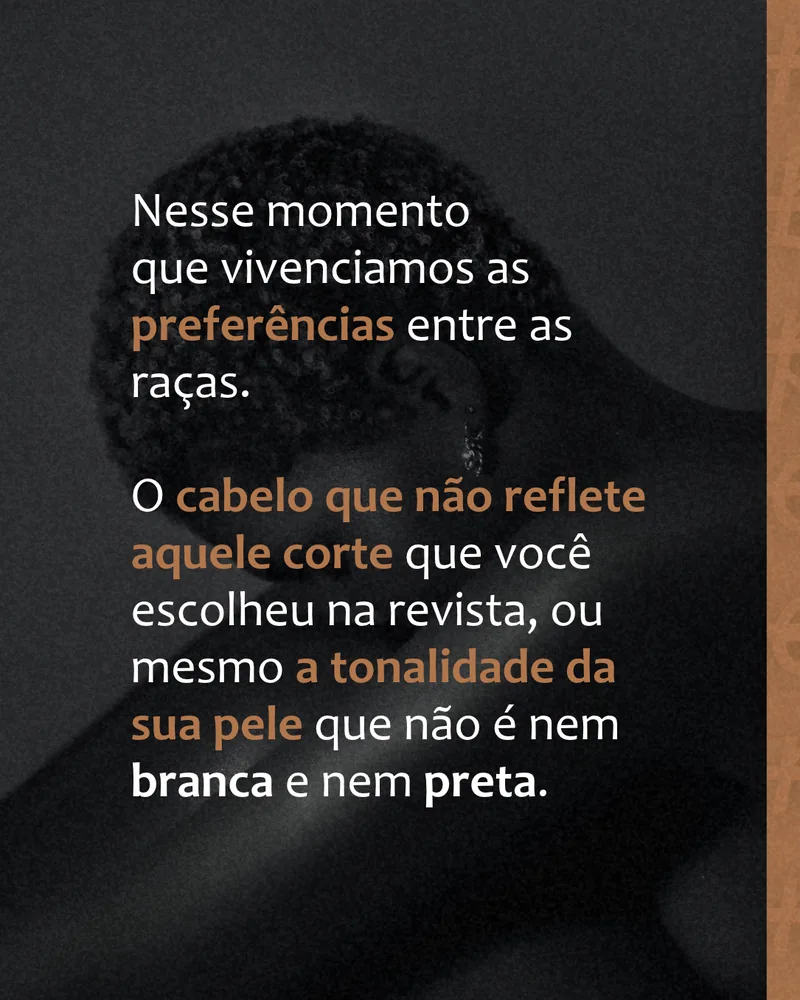 Nesse momento
que vivenciamos as
preferências entre as
raças.
O cabelo que não reflete
aquele corte que você
escolheu na revista, ou
mesmo a tonalidade da
sua pele que não é nem
branca e nem preta.